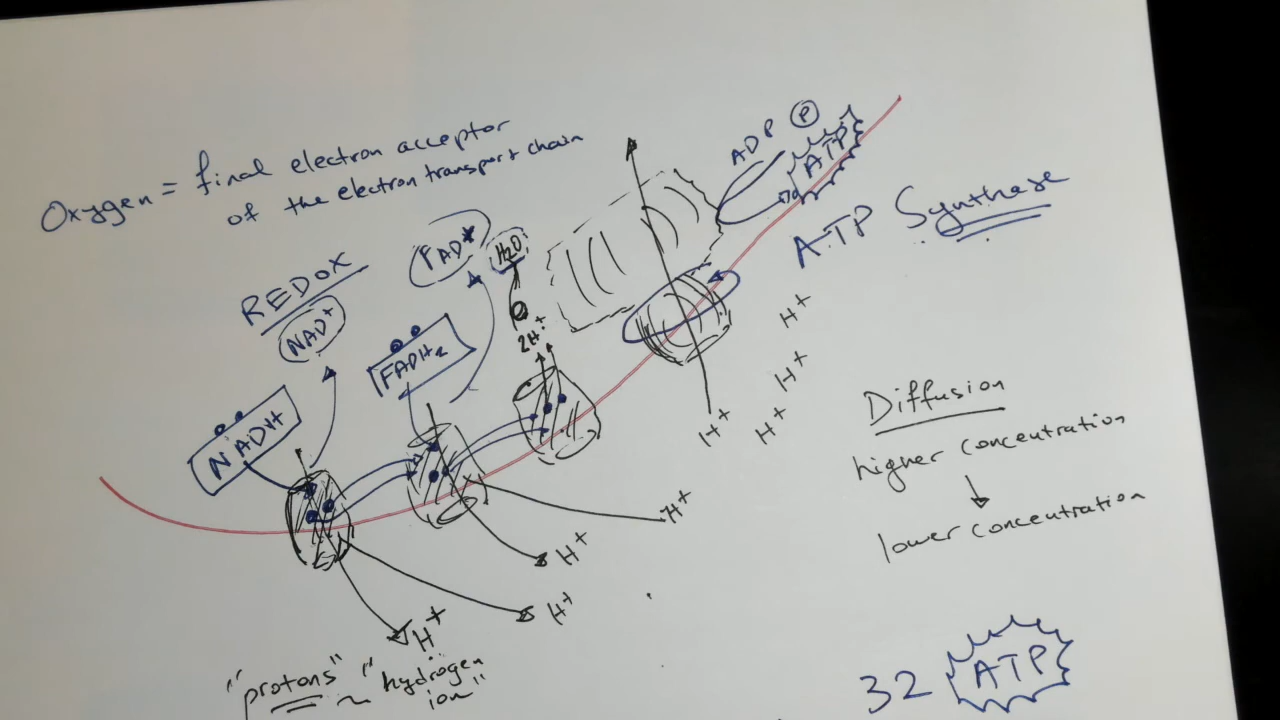 Oxygen = final electron acceptor
of the electron transport chain
REDOX
NAD+
NADH
FAD+
FADH₂
H₂O
2H+
ADP P
ATP
ATP Synthase
H+
H+
H+
H+
H+
H+
H+
H+
Diffusion
higher concentration
↓
lower concentration
"protons" ~ "hydrogen
ion"
32 ATP